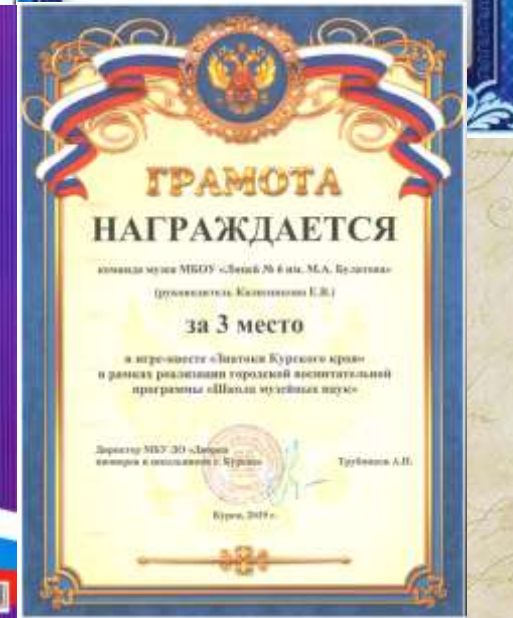 ГРАМОТА
НАГРАЖДАЕТСЯ
команда музея МБОУ «Лицей № 6 им. М.А. Булатова»
(руководитель Колесникова Е.В.)
за 3 место
в игре-квесте «Знатоки Курского края»
в рамках реализации городской воспитательной
программы «Школа музейных наук»
Директор МБУ ДО «Дворец
пионеров и школьников г. Курска»
Трубников А.И.
Курск, 2019 г.